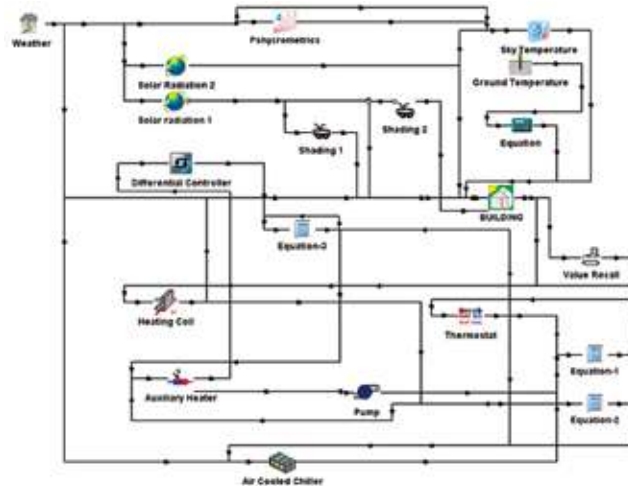 Weather
Pshycrometrics
Sky Temperature
Solar Radiation 2
Ground Temperature
Solar radiation 1
Shading 1
Shading 2
Equation
Differential Controller
Equation-3
BUILDING
Value Recall
Heating Coil
Thermostat
Equation-1
Auxiliary Heater
Pump
Equation-2
Air Cooled Chiller